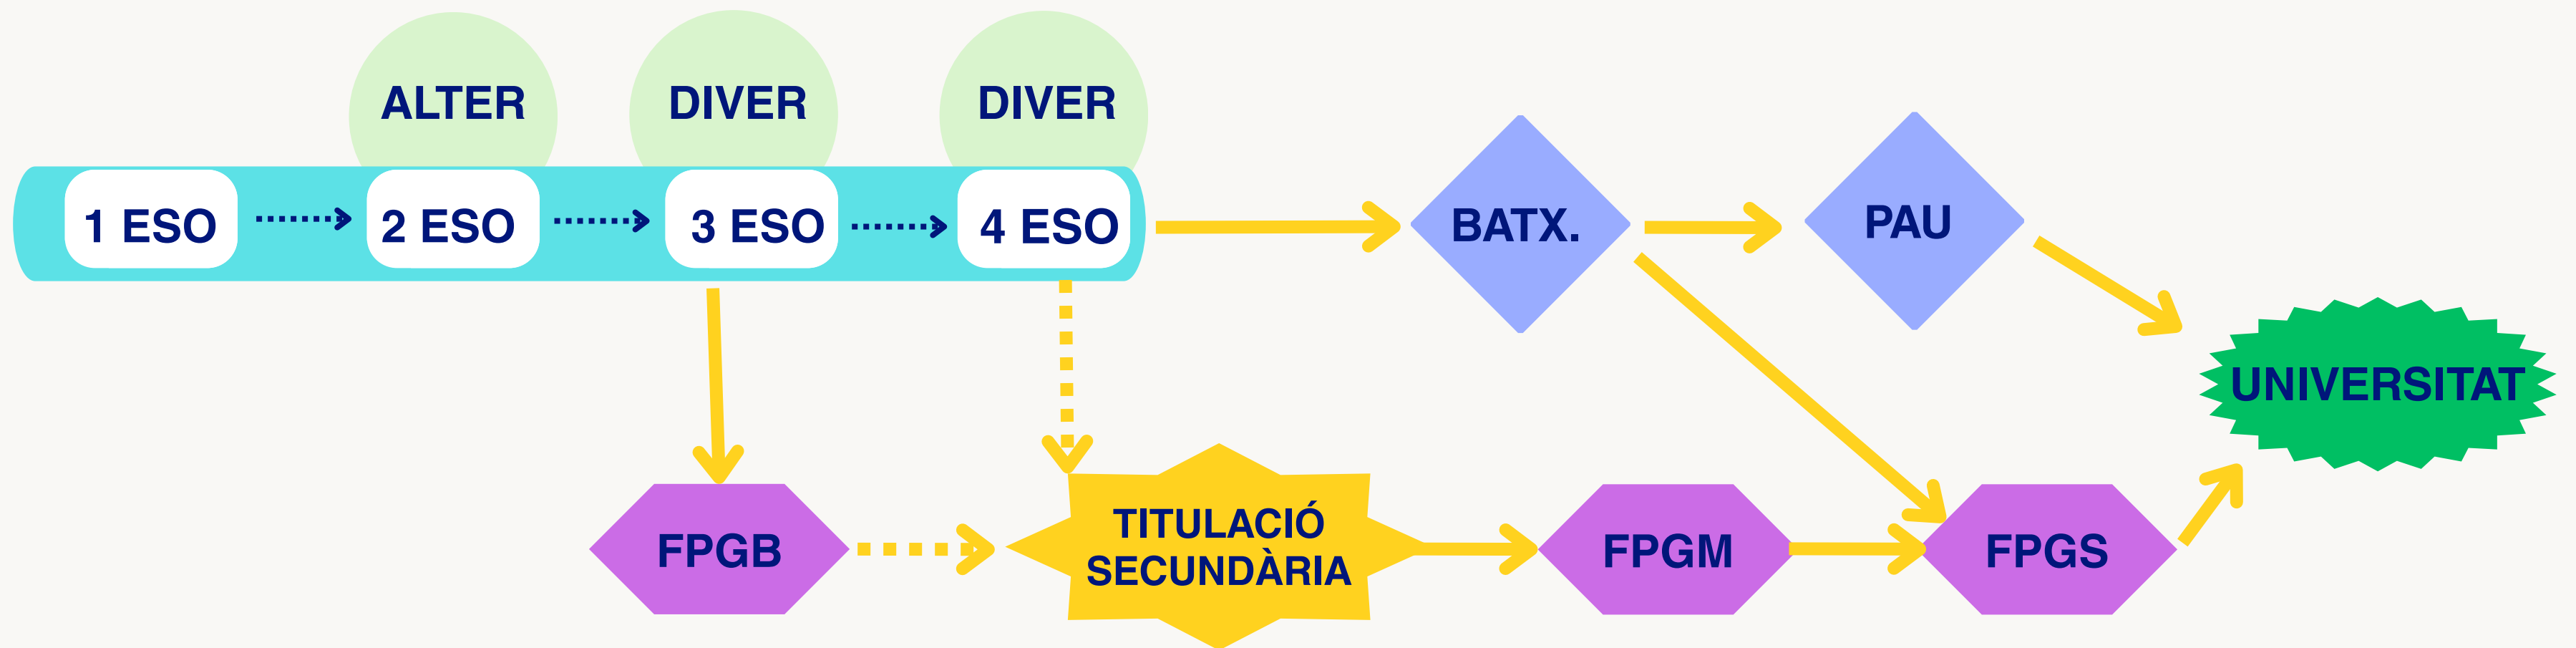 ALTER
DIVER
DIVER
1 ESO
2 ESO
3 ESO
4 ESO
BATX.
PAU
UNIVERSITAT
FPGB
TITULACIÓ
SECUNDÀRIA
FPGM
FPGS